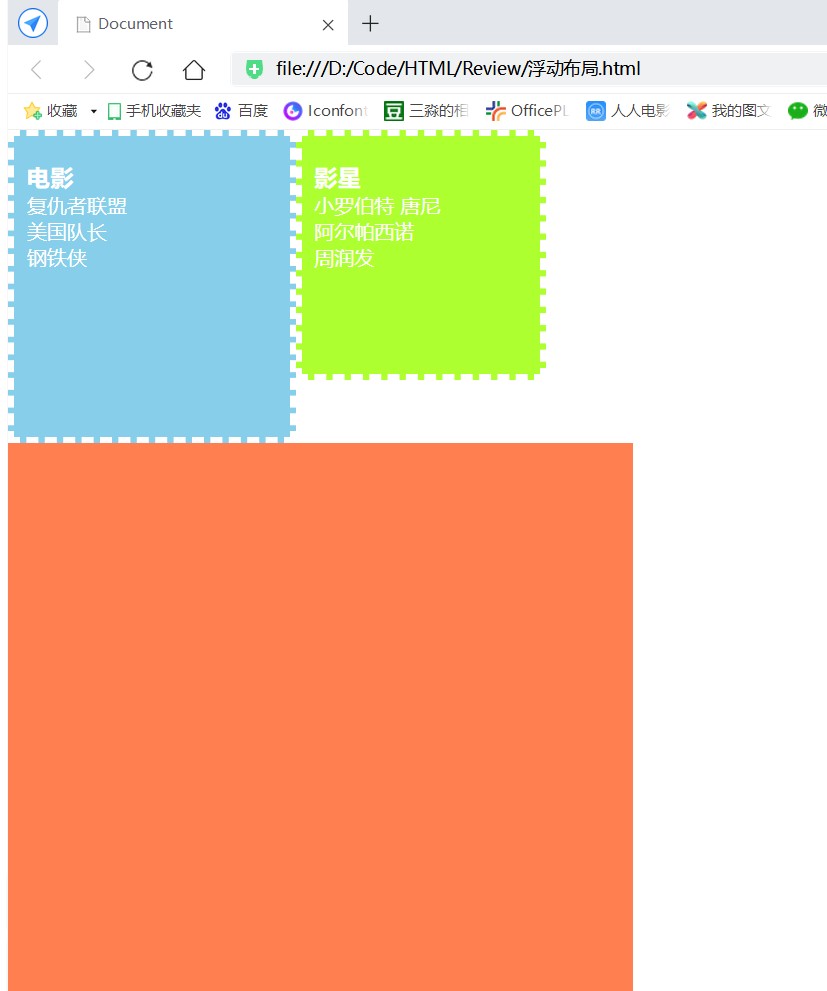 Document
file:///D:/Code/HTML/Review/浮动布局.html
收藏 手机收藏夹 百度 Iconfont 三淼的相 OfficePL 人人电影 我的图文 微
电影 影星
复仇者联盟 小罗伯特 唐尼
美国队长 阿尔帕西诺
钢铁侠 周润发